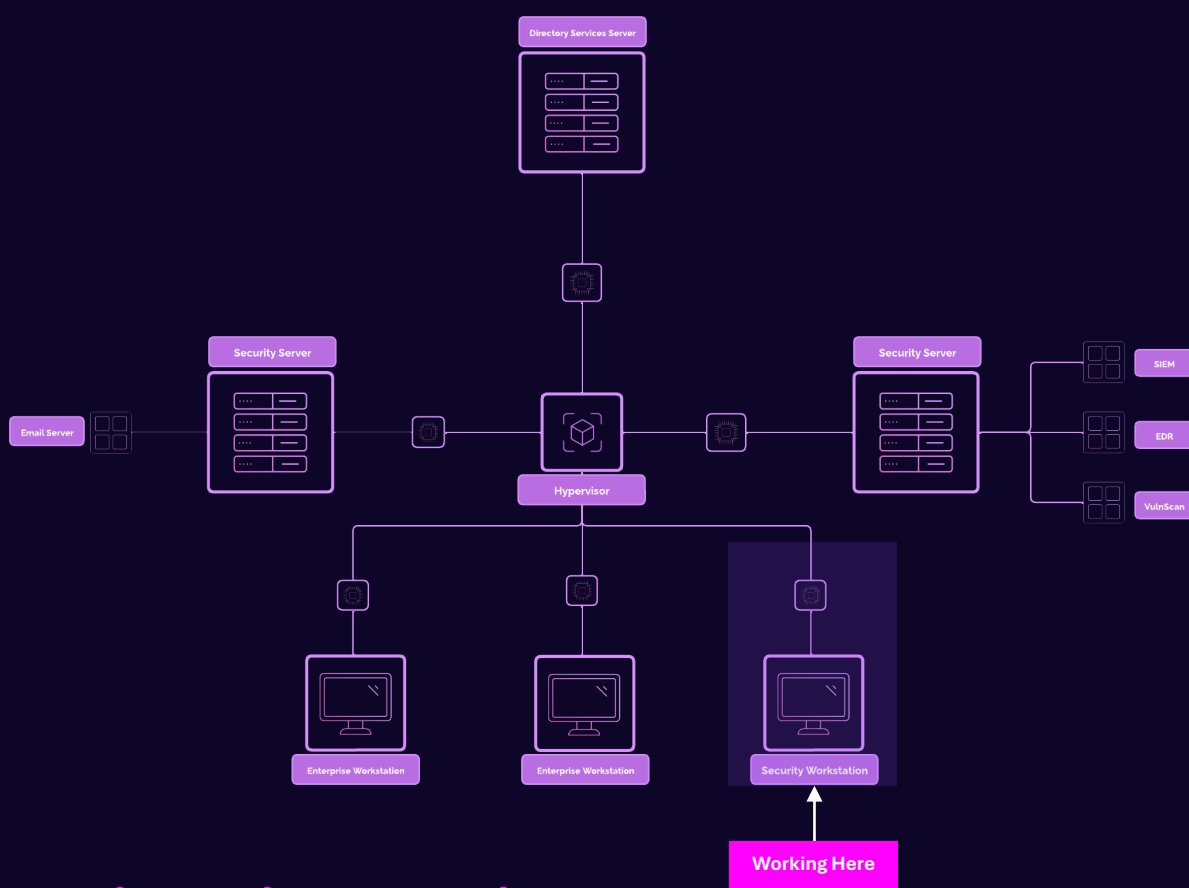 Directory Services Server
Security Server
Security Server
SIEM
Email Server
EDR
Hypervisor
VulnScan
Enterprise Workstation
Enterprise Workstation
Security Workstation
Working Here